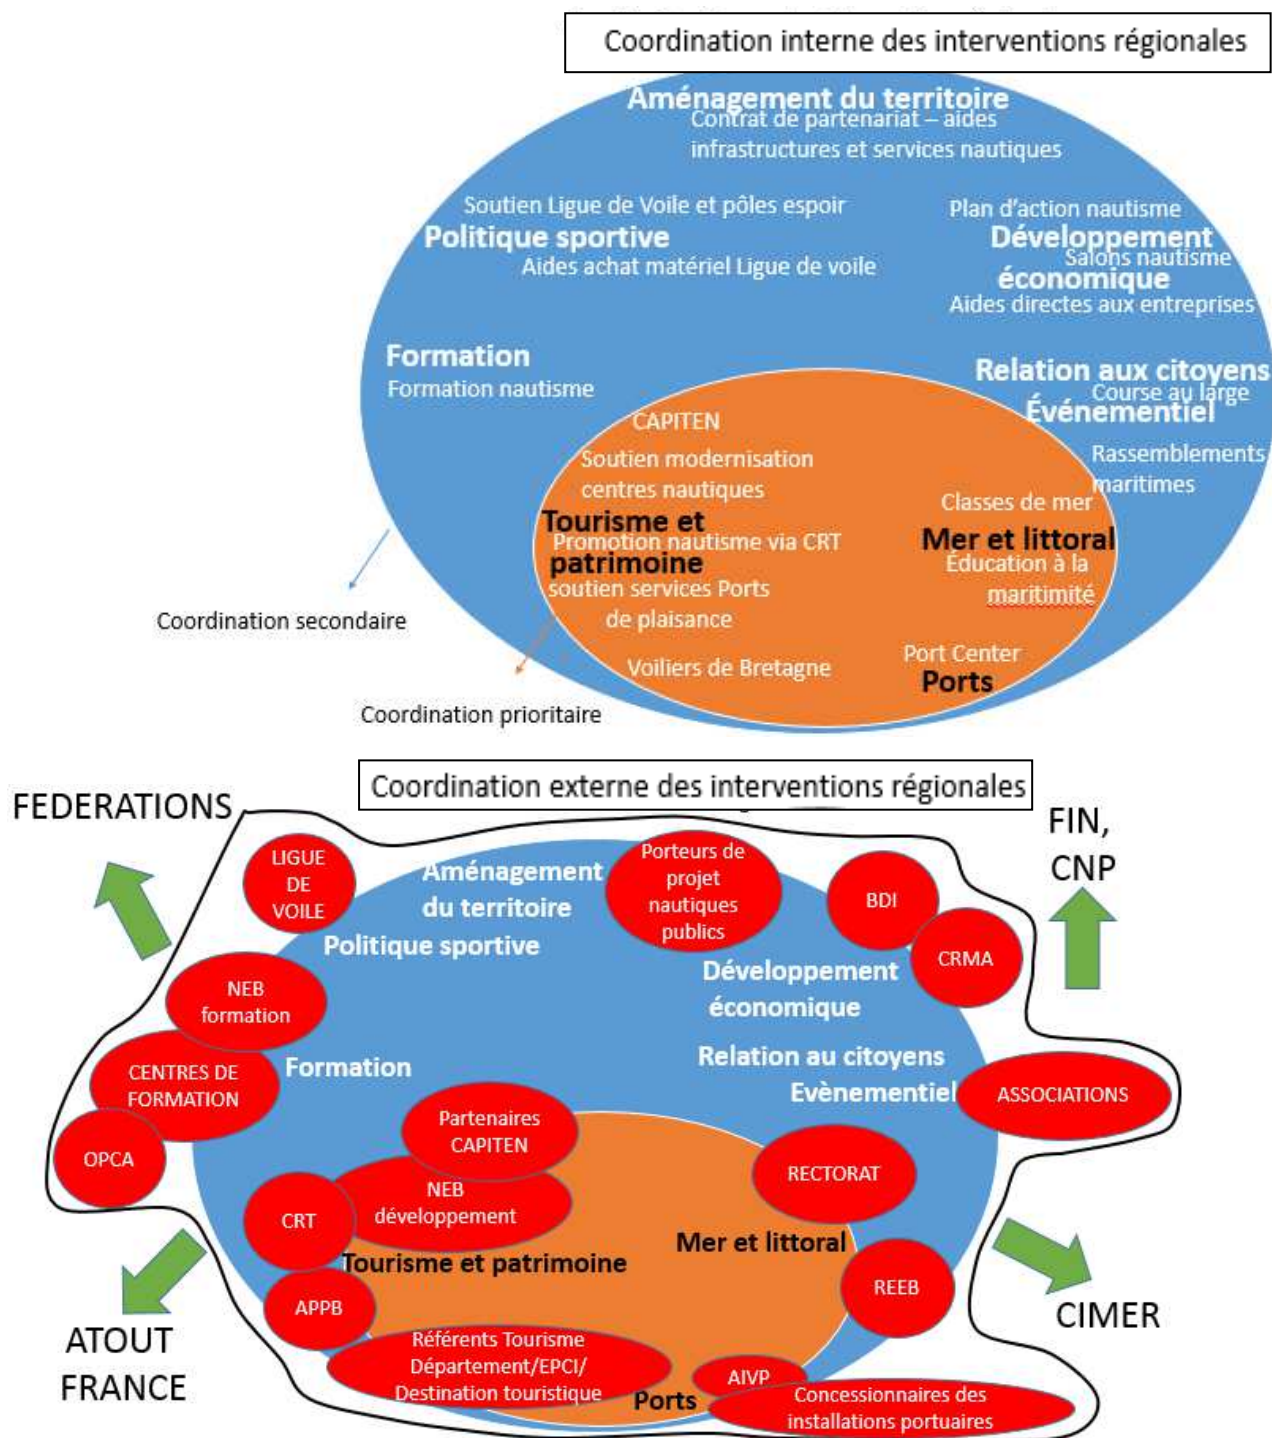 Coordination interne des interventions régionales
Aménagement du territoire
Contrat de partenariat – aides
infrastructures et services nautiques
Soutien Ligue de Voile et pôles espoir
Politique sportive
Aides achat matériel Ligue de voile
Plan d'action nautisme
Développement
Salons nautisme
économique
Aides directes aux entreprises
Formation
Formation nautisme
Relation aux citoyens
Course au large
Événementiel
Rassemblements
maritimes
CAPITEN
Soutien modernisation
centres nautiques
Tourisme et
Promotion nautisme via CRT
patrimoine
soutien services Ports
de plaisance
Voiliers de Bretagne
Classes de mer
Mer et littoral
Éducation à la
maritimité
Port Center
Ports
Coordination secondaire
Coordination prioritaire
Coordination externe des interventions régionales
FEDERATIONS
FIN,
CNP
LIGUE
DE
VOILE
Aménagement
du territoire
Politique sportive
Porteurs de
projet
nautiques
publics
BDI
CRMA
Développement
économique
NEB
formation
CENTRES DE
FORMATION
OPCA
Formation
Relation au citoyens
Evènementiel
ASSOCIATIONS
Partenaires
CAPITEN
NEB
développement
CRT
RECTORAT
Mer et littoral
Tourisme et patrimoine
APPB
REEB
Référents Tourisme
Département/EPCI/
Destination touristique
Ports
AIVP
Concessionnaires des
installations portuaires
ATOUT
FRANCE
CIMER